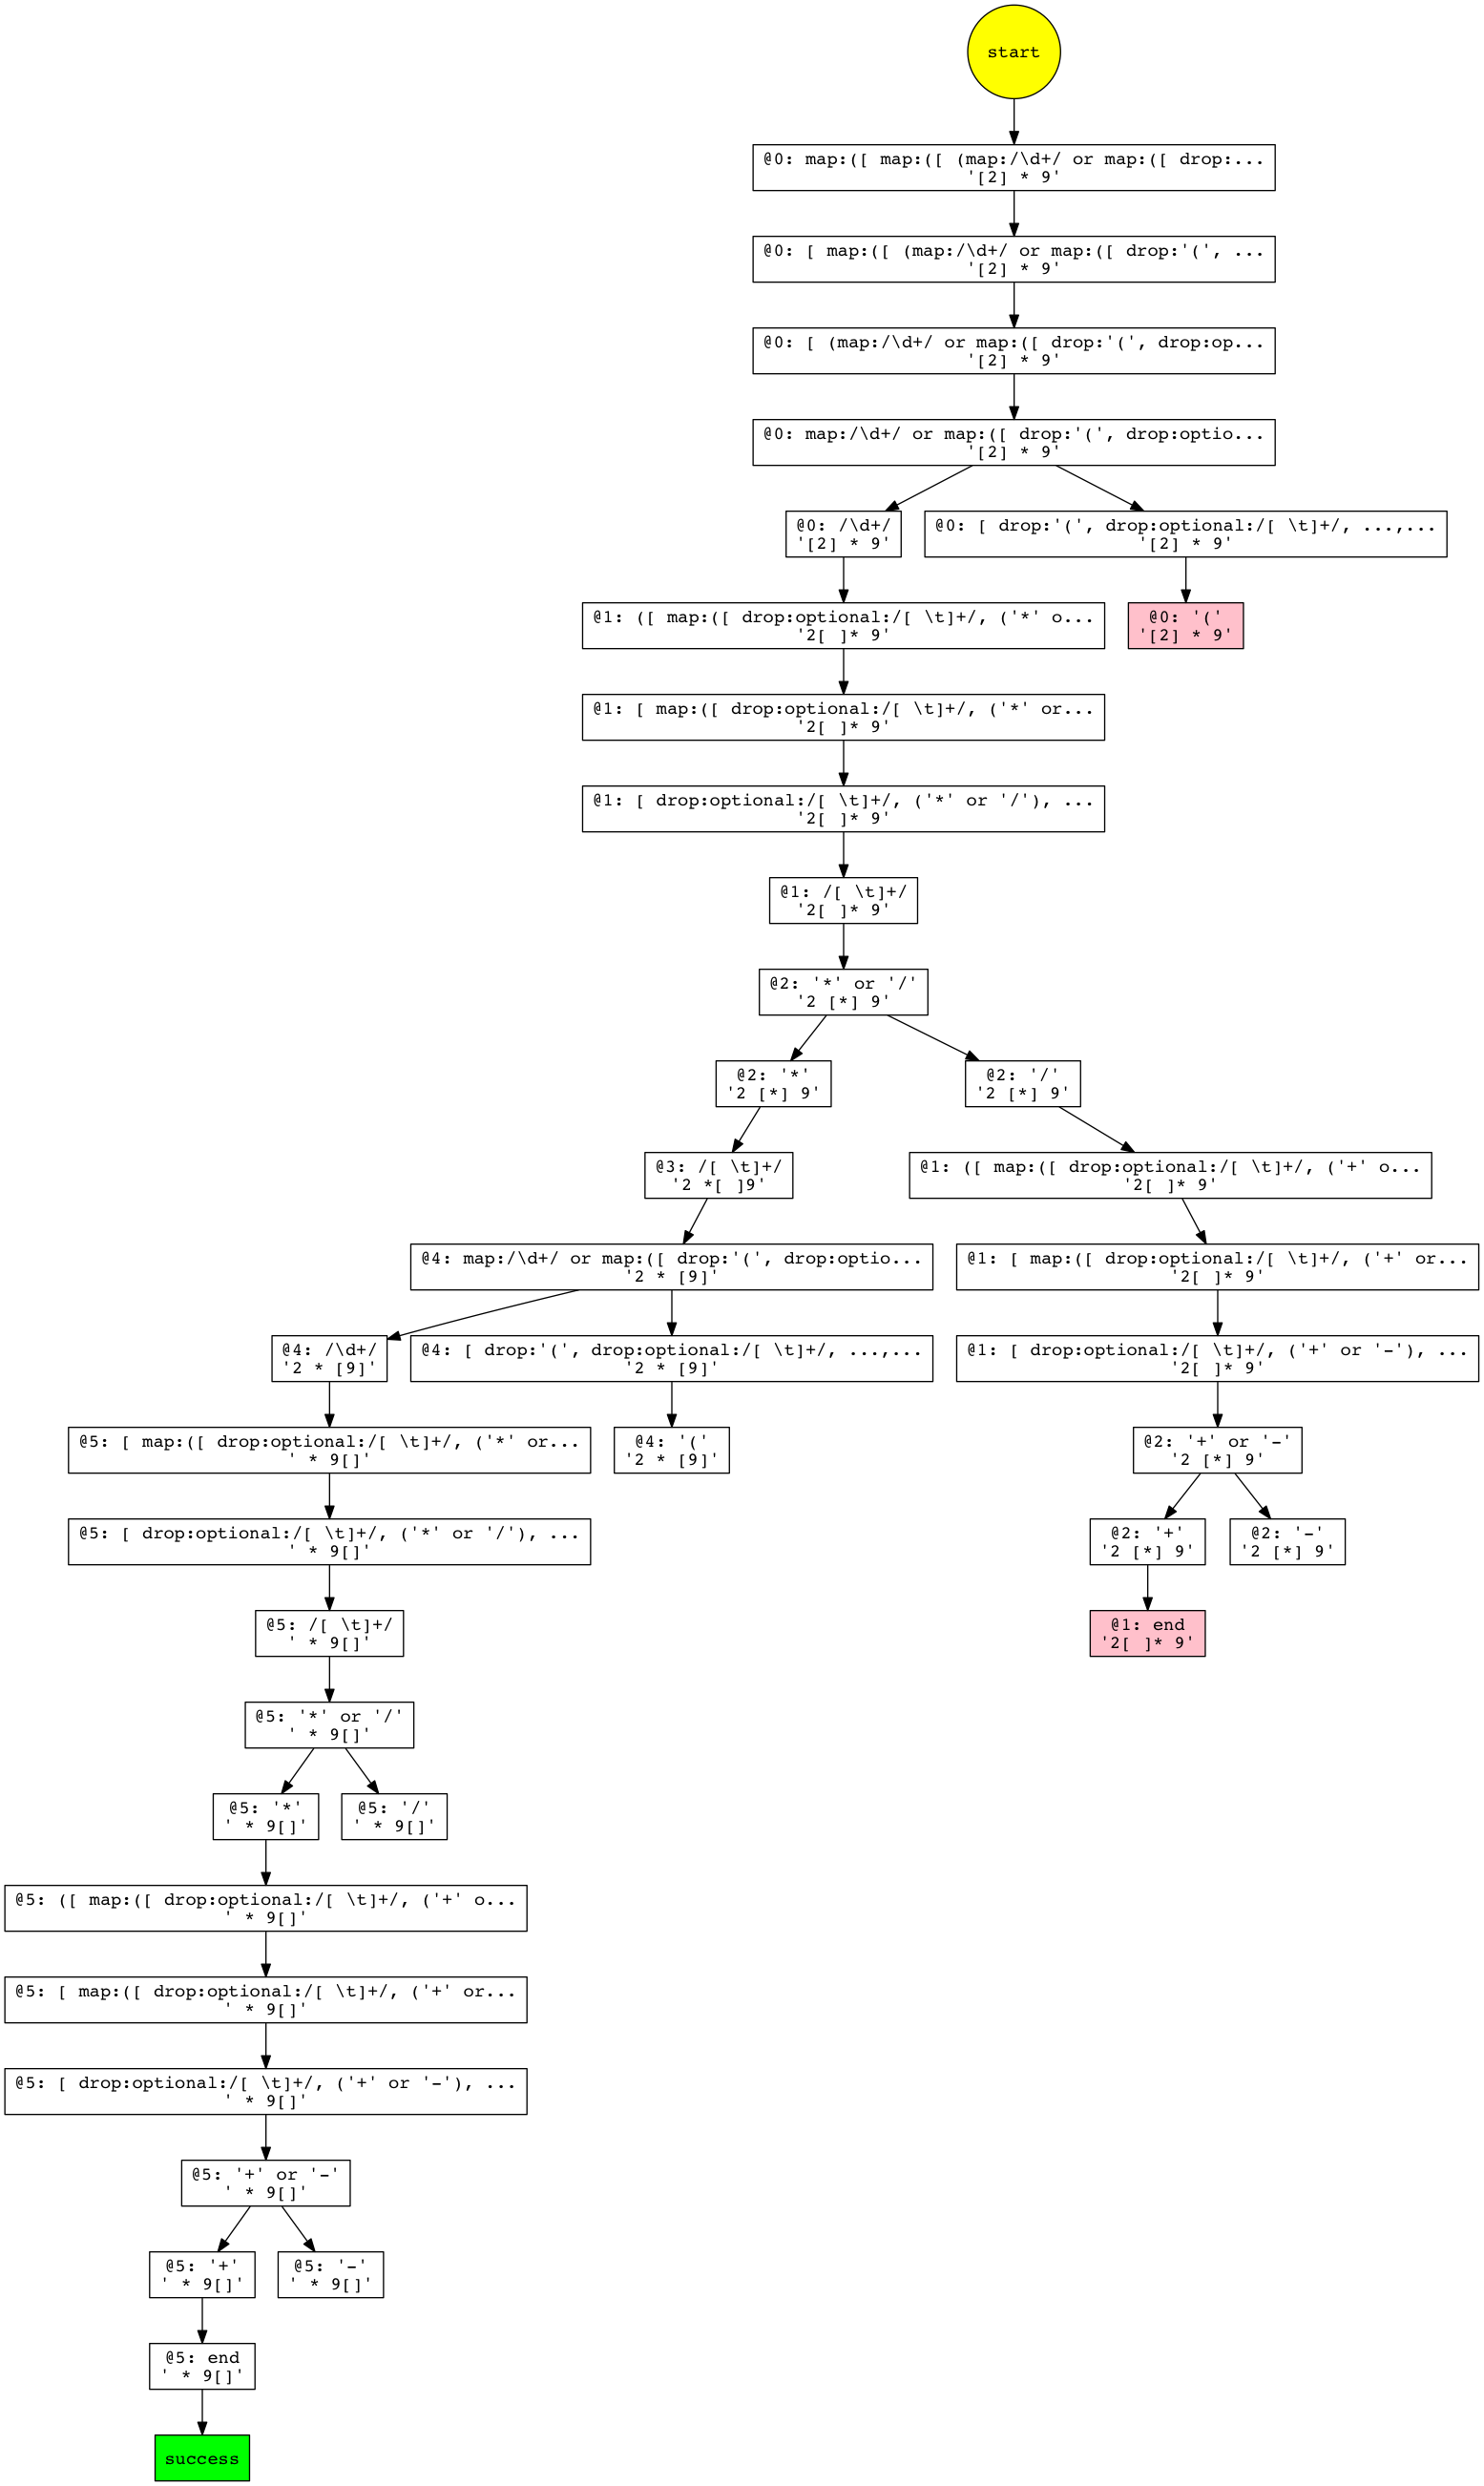 start
@0: map:([ map:([ (map:/\d+/ or map:([ drop:...
'[2] * 9'
@0: [ map:([ (map:/\d+/ or map:([ drop:'(', ...
'[2] * 9'
@0: [ (map:/\d+/ or map:([ drop:'(', drop:op...
'[2] * 9'
@0: map:/\d+/ or map:([ drop:'(', drop:optio...
'[2] * 9'
@0: /\d+/
'[2] * 9'
@0: [ drop:'(', drop:optional:/[ \t]+/, ...,...
'[2] * 9'
@1: ([ map:([ drop:optional:/[ \t]+/, ('*' o...
'2[ ]* 9'
@0: '('
'[2] * 9'
@1: [ map:([ drop:optional:/[ \t]+/, ('*' or...
'2[ ]* 9'
@1: [ drop:optional:/[ \t]+/, ('*' or '/'), ...
'2[ ]* 9'
@1: /[ \t]+/
'2[ ]* 9'
@2: '*' or '/'
'2 [*] 9'
@2: '*'
'2 [*] 9'
@2: '/'
'2 [*] 9'
@3: /[ \t]+/
'2 *[ ]9'
@1: ([ map:([ drop:optional:/[ \t]+/, ('+' o...
'2[ ]* 9'
@4: map:/\d+/ or map:([ drop:'(', drop:optio...
'2 * [9]'
@1: [ map:([ drop:optional:/[ \t]+/, ('+' or...
'2[ ]* 9'
@4: /\d+/
'2 * [9]'
@4: [ drop:'(', drop:optional:/[ \t]+/, ...,...
'2 * [9]'
@1: [ drop:optional:/[ \t]+/, ('+' or '-'), ...
'2[ ]* 9'
@5: [ map:([ drop:optional:/[ \t]+/, ('*' or...
' * 9[]'
@4: '('
'2 * [9]'
@2: '+' or '-'
'2 [*] 9'
@5: [ drop:optional:/[ \t]+/, ('*' or '/'), ...
' * 9[]'
@2: '+'
'2 [*] 9'
@2: '-'
'2 [*] 9'
@5: /[ \t]+/
' * 9[]'
@1: end
'2[ ]* 9'
@5: '*' or '/'
' * 9[]'
@5: '*'
' * 9[]'
@5: '/'
' * 9[]'
@5: ([ map:([ drop:optional:/[ \t]+/, ('+' o...
' * 9[]'
@5: [ map:([ drop:optional:/[ \t]+/, ('+' or...
' * 9[]'
@5: [ drop:optional:/[ \t]+/, ('+' or '-'), ...
' * 9[]'
@5: '+' or '-'
' * 9[]'
@5: '+'
' * 9[]'
@5: '-'
' * 9[]'
@5: end
' * 9[]'
success